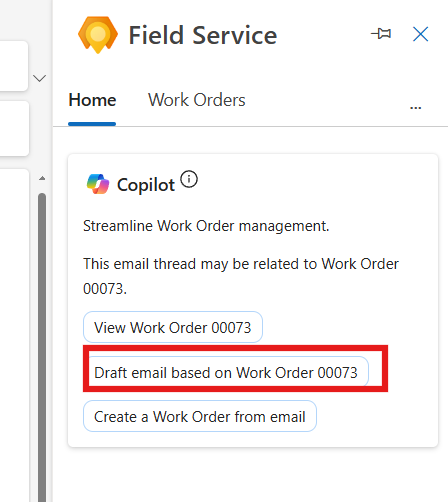 Field Service
Home
Work Orders
...
Copilot
Streamline Work Order management.
This email thread may be related to Work Order
00073.
View Work Order 00073
Draft email based on Work Order 00073
Create a Work Order from email